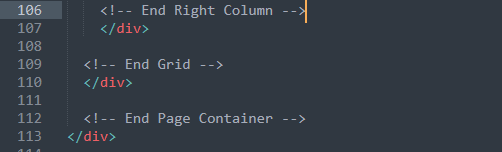 106 <!-- End Right Column -->
107 </div>
108
109 <!-- End Grid -->
110 </div>
111
112 <!-- End Page Container -->
113 </div>